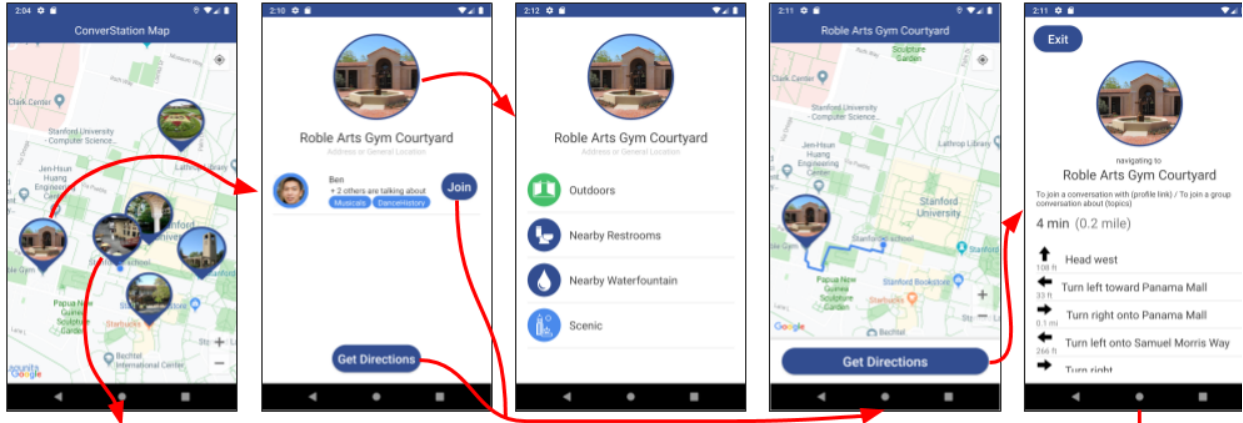 2:04
ConverStation Map
Museum Way
Roth Way
Clark Center
Stanford University
- Computer Science...
Lathrop Library
Jen-Hsun
Huang
Engineering
Center
Stanford
Papua New
Guinea
Sculpture
Garden
Starbucks
Bechtel
International Center
Google
2:10
Roble Arts Gym Courtyard
Address or General Location
Ben
+ 2 others are talking about
Musicals DanceHistory
Join
Get Directions
2:12
Roble Arts Gym Courtyard
Address or General Location
Outdoors
Nearby Restrooms
Nearby Waterfountain
Scenic
2:11
Roble Arts Gym Courtyard
Sculpture
Garden
Roth Way
Clark Center
Stanford University
- Computer Science...
Lathrop Library
Jen-Hsun
Huang
Engineering
Center
Stanford
University
Stanford
Papua New
Guinea
Sculpture
Garden
Stanford Bookstore
Starbucks
Bechtel
Google
Get Directions
2:11
Exit
navigating to
Roble Arts Gym Courtyard
To join a conversation with (profile link) / To join a group
conversation about (topics)
4 min (0.2 mile)
Head west
108 ft
Turn left toward Panama Mall
33 ft
Turn right onto Panama Mall
0.1 mi
Turn left onto Samuel Morris Way
266 ft
Turn right